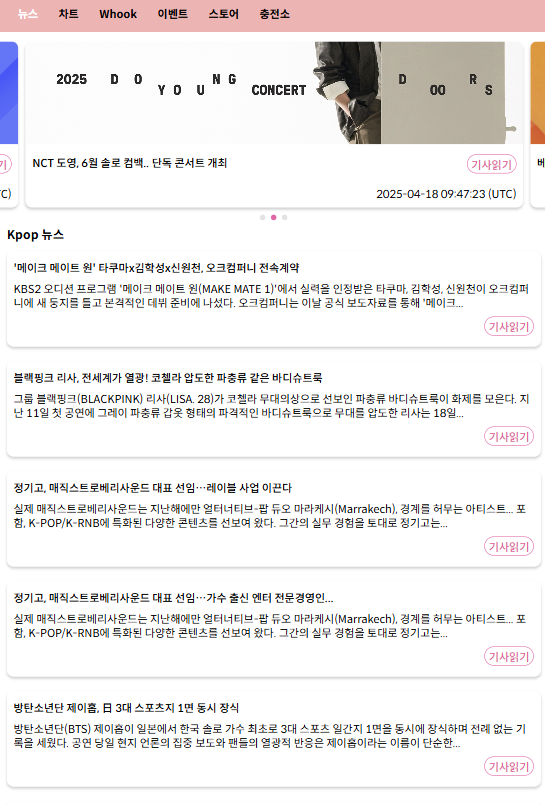 뉴스 차트 Whook 이벤트 스토어 충전소
2025 DOYOUNG CONCERT DOORS
NCT 도영, 6월 솔로 컴백.. 단독 콘서트 개최
기사읽기
2025-04-18 09:47:23 (UTC)
Kpop 뉴스
'메이크 메이트 원' 타쿠마x김학성x신원천, 오크컴퍼니 전속계약
KBS2 오디션 프로그램 '메이크 메이트 원(MAKE MATE 1)'에서 실력을 인정받은 타쿠마, 김학성, 신원천이 오크컴퍼
니에 새 둥지를 틀고 본격적인 데뷔 준비에 나섰다. 오크컴퍼니는 이날 공식 보도자료를 통해 '메이크...
기사읽기
블랙핑크 리사, 전세계가 열광! 코첼라 압도한 파충류 같은 바디슈트룩
그룹 블랙핑크(BLACKPINK) 리사(LISA. 28)가 코첼라 무대의상으로 선보인 파충류 바디슈트룩이 화제를 모은다. 지
난 11일 첫 공연에 그레이 파충류 갑옷 형태의 파격적인 바디슈트룩으로 무대를 압도한 리사는 18일...
기사읽기
정기고, 매직스트로베리사운드 대표 선임…레이블 사업 이끈다
실제 매직스트로베리사운드는 지난해에만 얼터너티브-팝 듀오 마라케시(Marrakech), 경계를 허무는 아티스트... 포
함, K-POP/K-RNB에 특화된 다양한 콘텐츠를 선보여 왔다. 그간의 실무 경험을 토대로 정기고는...
기사읽기
정기고, 매직스트로베리사운드 대표 선임…가수 출신 엔터 전문경영인...
실제 매직스트로베리사운드는 지난해에만 얼터너티브-팝 듀오 마라케시(Marrakech), 경계를 허무는 아티스트... 포
함, K-POP/K-RNB에 특화된 다양한 콘텐츠를 선보여 왔다. 그간의 실무 경험을 토대로 정기고는...
기사읽기
방탄소년단 제이홉, 日 3대 스포츠지 1면 동시 장식
방탄소년단(BTS) 제이홉이 일본에서 한국 솔로 가수 최초로 3대 스포츠 일간지 1면을 동시에 장식하며 전례 없는 기
록을 세웠다. 공연 당일 현지 언론의 집중 보도와 팬들의 열광적 반응은 제이홉이라는 이름이 단순한...
기사읽기